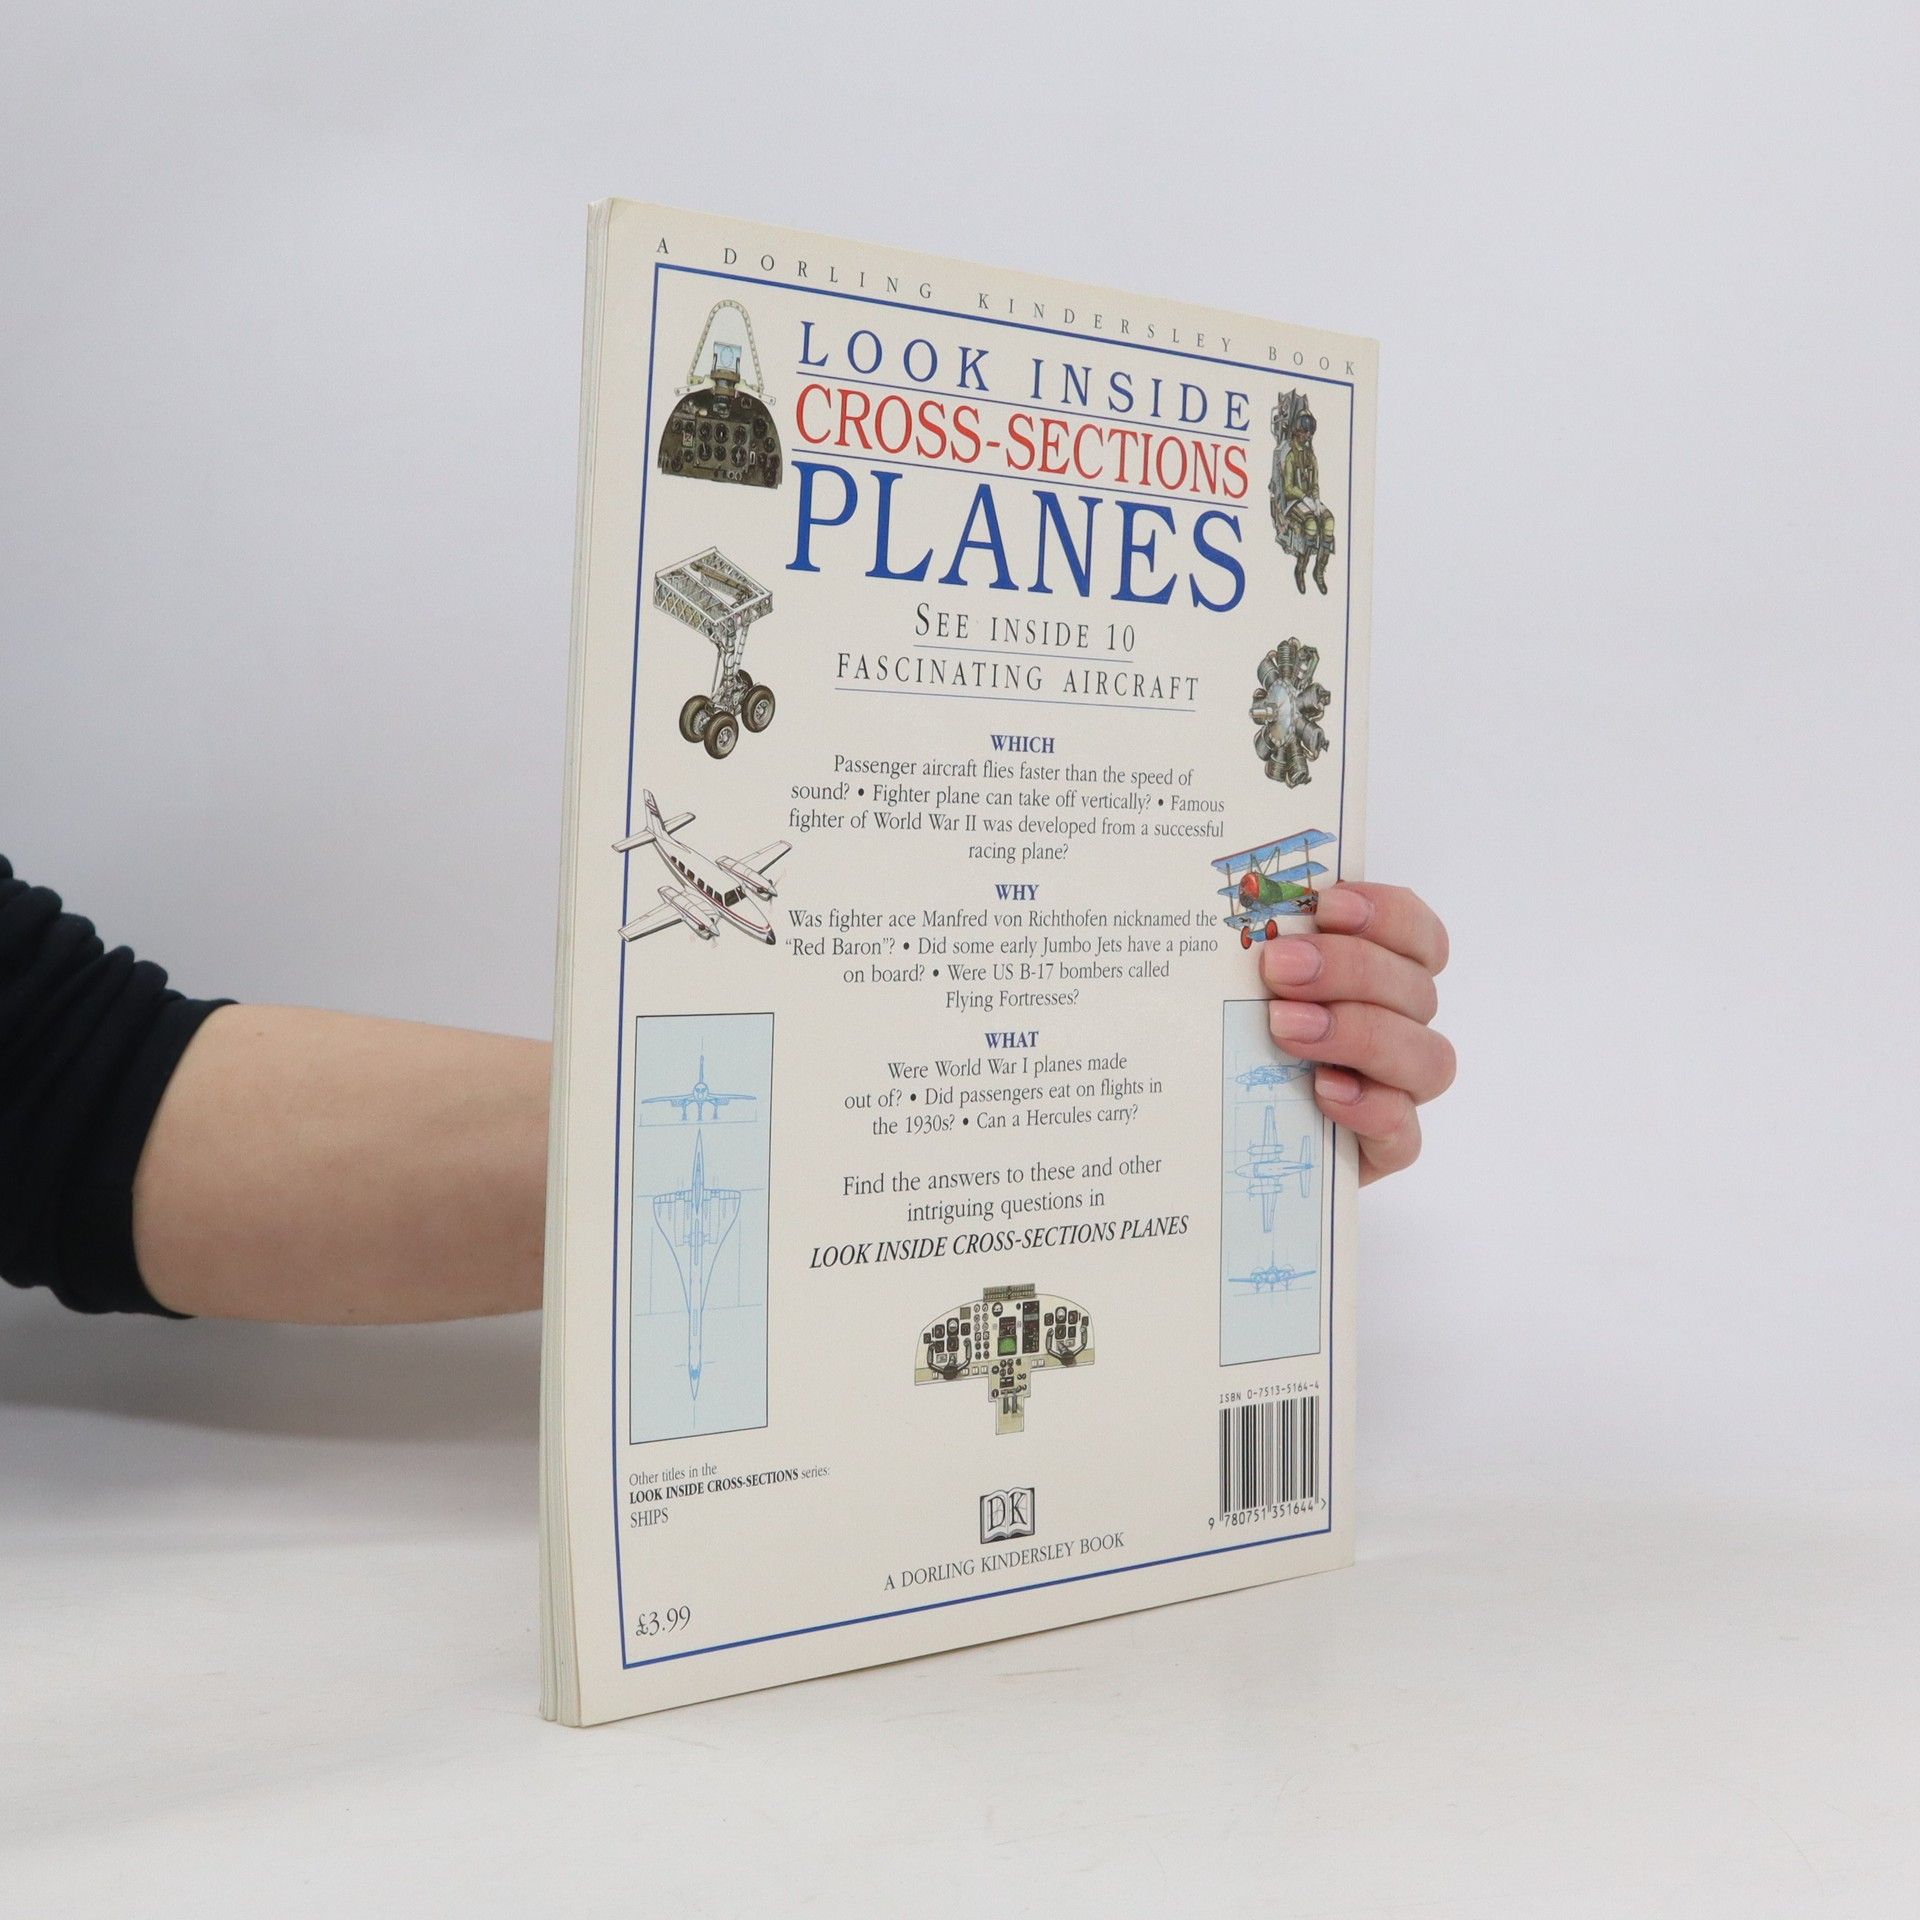 A DORLING KINDERSLEY BOOK
LOOK INSIDE
CROSS-SECTIONS
PLANES
SEE INSIDE 10
FASCINATING AIRCRAFT
WHICH
Passenger aircraft flies faster than the speed of
sound? • Fighter plane can take off vertically? • Famous
fighter of World War II was developed from a successful
racing plane?
WHY
Was fighter ace Manfred von Richthofen nicknamed the
“Red Baron”? • Did some early Jumbo Jets have a piano
on board? • Were US B-17 bombers called
Flying Fortresses?
WHAT
Were World War I planes made
out of? • Did passengers eat on flights in
the 1930s? • Can a Hercules carry?
Find the answers to these and other
intriguing questions in
LOOK INSIDE CROSS-SECTIONS PLANES
ISBN 0-7513-5164-4
9 780751 351644 >
Other titles in the
LOOK INSIDE CROSS-SECTIONS series:
SHIPS
DK
A DORLING KINDERSLEY BOOK
£3.99